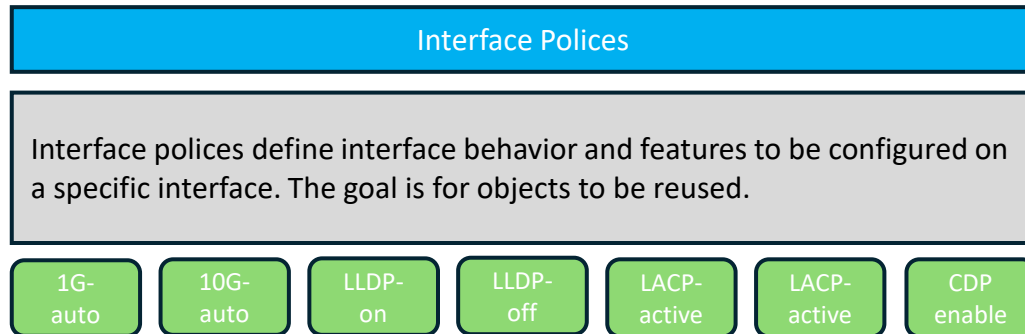 Interface Polices
Interface polices define interface behavior and features to be configured on
a specific interface. The goal is for objects to be reused.
1G-
auto
10G-
auto
LLDP-
on
LLDP-
off
LACP-
active
LACP-
active
CDP
enable